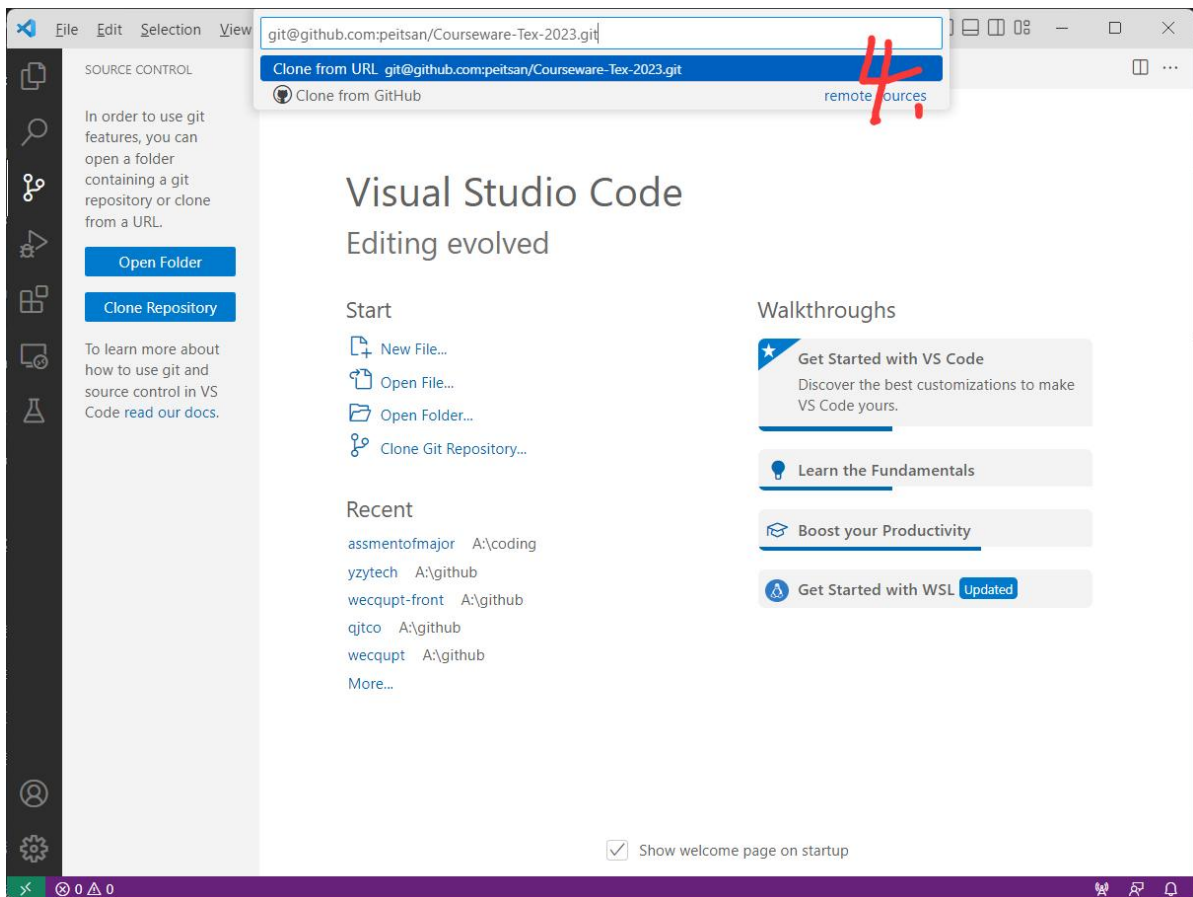 File Edit Selection View
git@github.com:peitsan/Courseware-Tex-2023.git
Clone from URL git@github.com:peitsan/Courseware-Tex-2023.git
Clone from GitHub remote sources
4.
SOURCE CONTROL
In order to use git
features, you can
open a folder
containing a git
repository or clone
from a URL.
Open Folder
Clone Repository
To learn more about
how to use git and
source control in VS
Code read our docs.
Visual Studio Code
Editing evolved
Start
New File...
Open File...
Open Folder...
Clone Git Repository...
Recent
assmentofmajor A:\coding
yzytech A:\github
wecqupt-front A:\github
qjtco A:\github
wecqupt A:\github
More...
Walkthroughs
Get Started with VS Code
Discover the best customizations to make
VS Code yours.
Learn the Fundamentals
Boost your Productivity
Get Started with WSL Updated
Show welcome page on startup
0 0